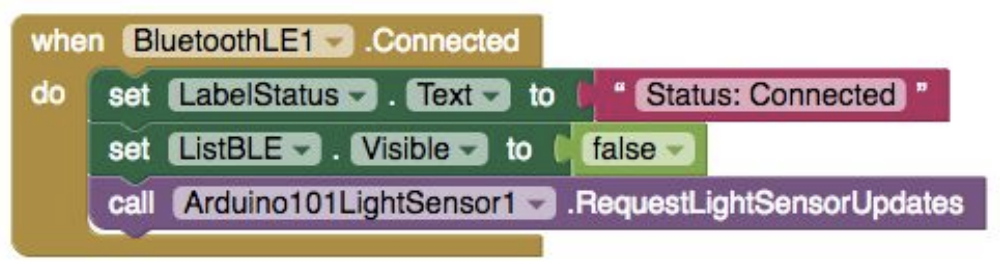 when BluetoothLE1 .Connected
do set LabelStatus . Text to " Status: Connected "
set ListBLE . Visible to false
call Arduino101LightSensor1 .RequestLightSensorUpdates